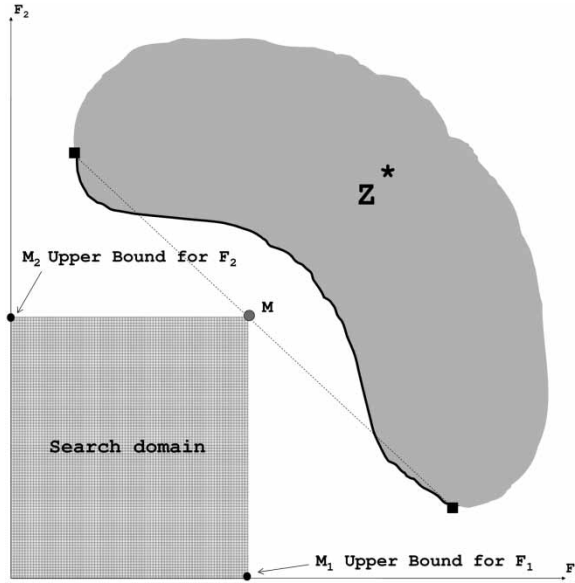 F₂
Z*
M₂ Upper Bound for F₂
M
Search domain
M₁ Upper Bound for F₁
F